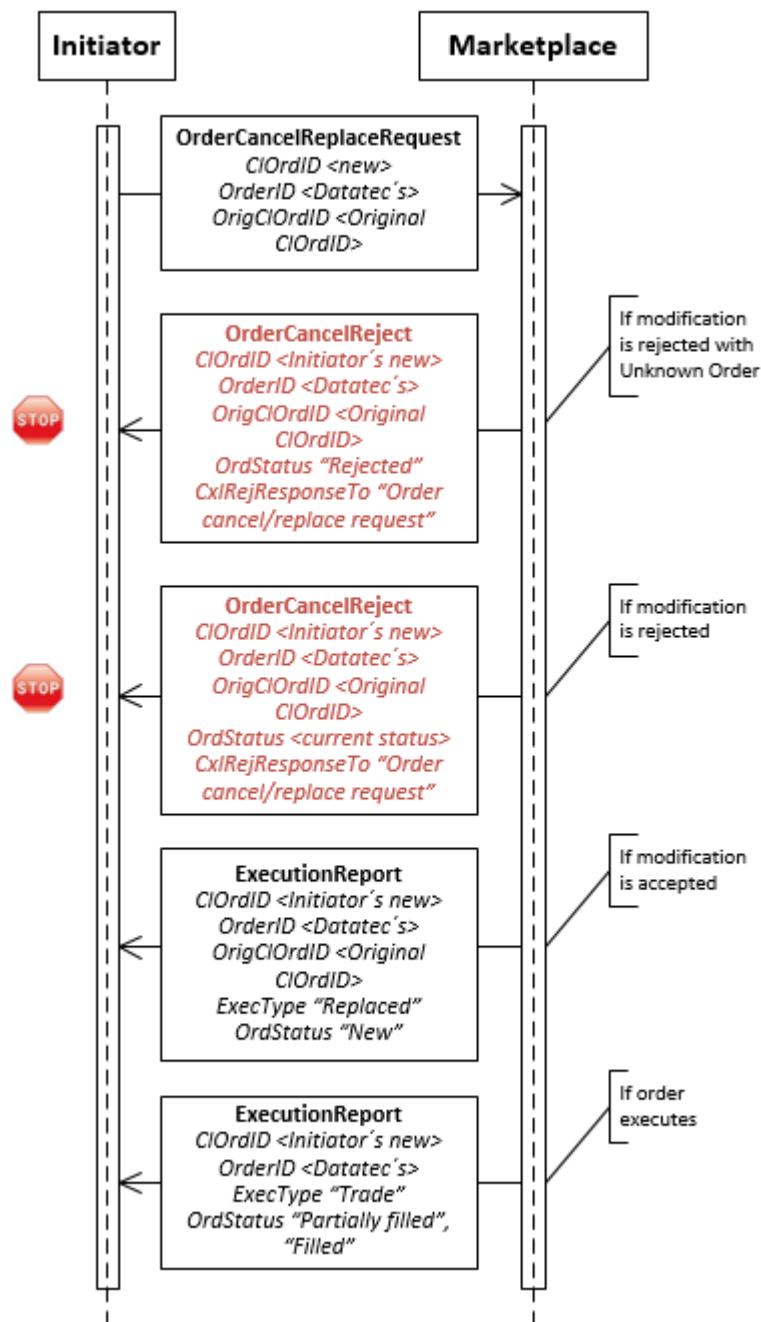 Initiator
Marketplace
OrderCancelReplaceRequest
ClOrdID <new>
OrderID <Datatec´s>
OrigClOrdID <Original
ClOrdID>
If modification
is rejected with
Unknown Order
OrderCancelReject
ClOrdID <Initiator´s new>
OrderID <Datatec´s>
OrigClOrdID <Original
ClOrdID>
OrdStatus “Rejected”
CxlRejResponseTo “Order
cancel/replace request”
STOP
If modification
is rejected
OrderCancelReject
ClOrdID <Initiator´s new>
OrderID <Datatec´s>
OrigClOrdID <Original
ClOrdID>
OrdStatus <current status>
CxlRejResponseTo “Order
cancel/replace request”
STOP
If modification
is accepted
ExecutionReport
ClOrdID <Initiator´s new>
OrderID <Datatec´s>
OrigClOrdID <Original
ClOrdID>
ExecType “Replaced”
OrdStatus “New”
If order
executes
ExecutionReport
ClOrdID <Initiator´s new>
OrderID <Datatec´s>
ExecType “Trade”
OrdStatus “Partially filled”,
“Filled”